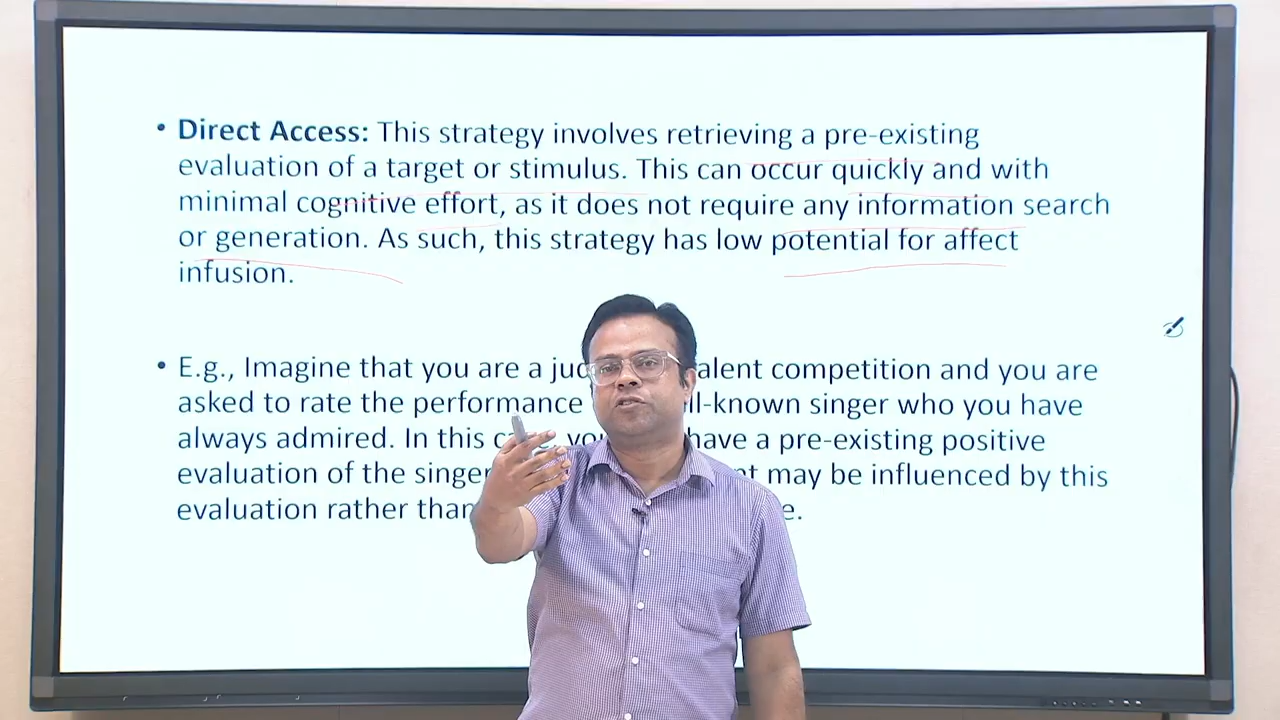 • Direct Access: This strategy involves retrieving a pre-existing
evaluation of a target or stimulus. This can occur quickly and with
minimal cognitive effort, as it does not require any information search
or generation. As such, this strategy has low potential for affect
infusion.
• E.g., Imagine that you are a talent competition and you are
asked to rate the performance singer who you have
always admired. In this have a pre-existing positive
evaluation of the singer may be influenced by this
evaluation rather than